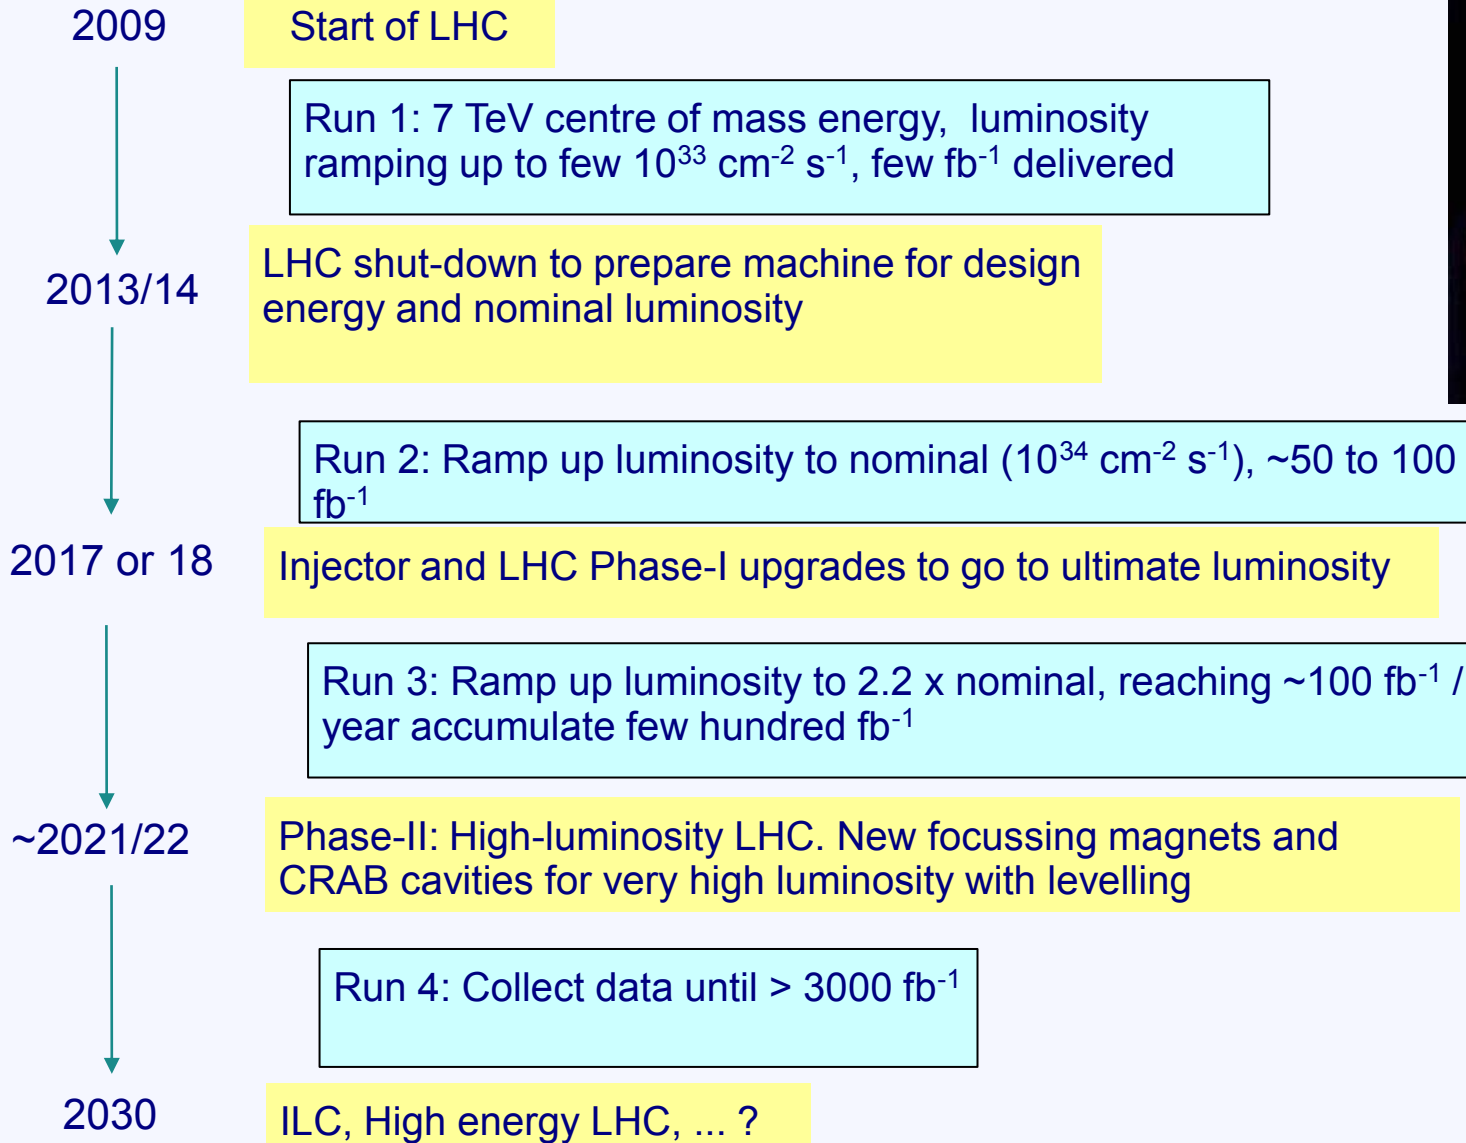 2009
Start of LHC
Run 1: 7 TeV centre of mass energy, luminosity
ramping up to few 10³³ cm⁻² s⁻¹, few fb⁻¹ delivered
2013/14
LHC shut-down to prepare machine for design
energy and nominal luminosity
Run 2: Ramp up luminosity to nominal (10³⁴ cm⁻² s⁻¹), ~50 to 100
fb⁻¹
2017 or 18
Injector and LHC Phase-I upgrades to go to ultimate luminosity
Run 3: Ramp up luminosity to 2.2 x nominal, reaching ~100 fb⁻¹ /
year accumulate few hundred fb⁻¹
~2021/22
Phase-II: High-luminosity LHC. New focussing magnets and
CRAB cavities for very high luminosity with levelling
Run 4: Collect data until > 3000 fb⁻¹
2030
ILC, High energy LHC, ... ?